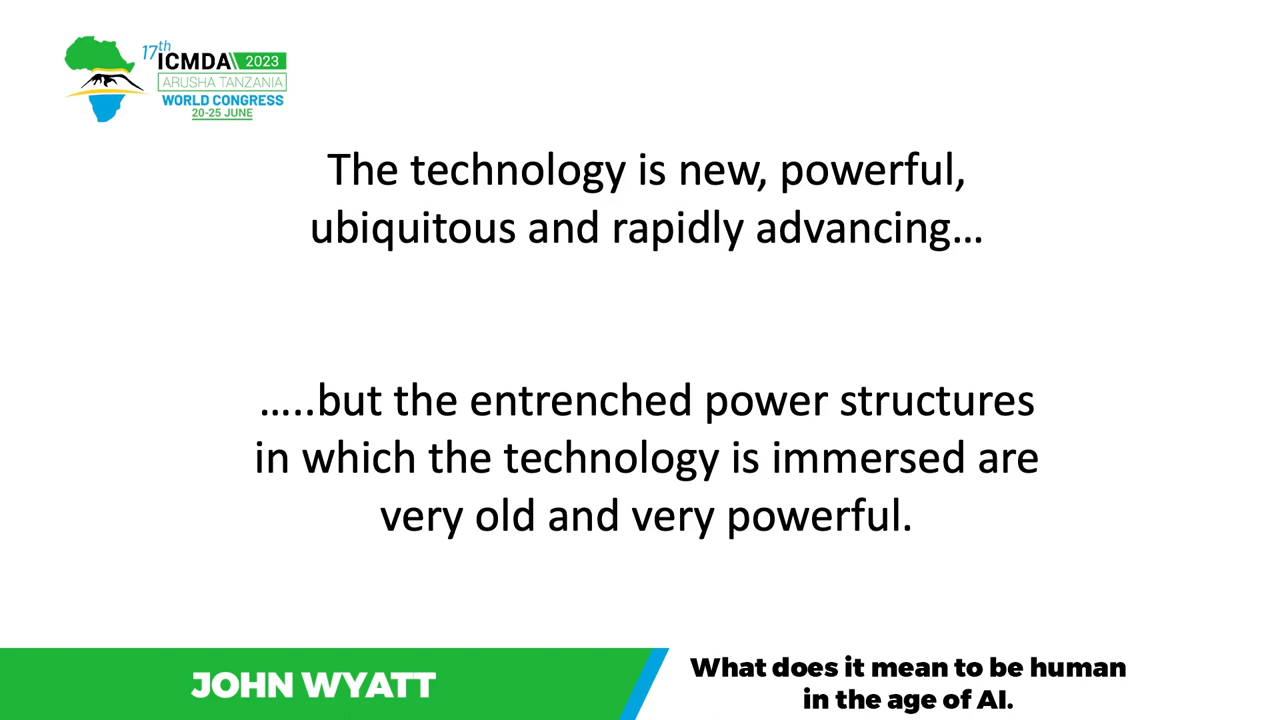 17th
ICMDA\\ 2023
ARUSHA TANZANIA
WORLD CONGRESS
20-25 JUNE
The technology is new, powerful,
ubiquitous and rapidly advancing…
…..but the entrenched power structures
in which the technology is immersed are
very old and very powerful.
JOHN WYATT
What does it mean to be human
in the age of AI.